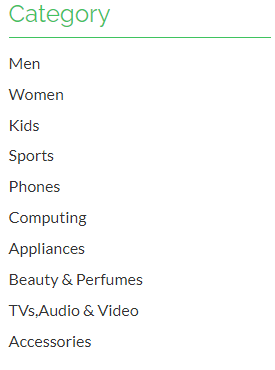 Category
Men
Women
Kids
Sports
Phones
Computing
Appliances
Beauty & Perfumes
TVs,Audio & Video
Accessories